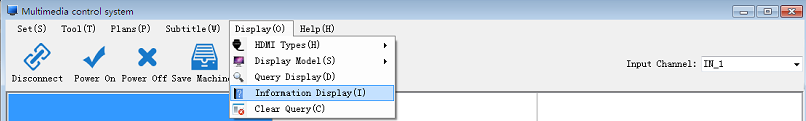 Multimedia control system
Set(S) Tool(T) Plans(P) Subtitle(W) Display(O) Help(H)
HDMI Types(H)
Display Model(S)
Query Display(D)
Information Display(I)
Clear Query(C)
Disconnect Power On Power Off Save Machin
Input Channel: IN_1